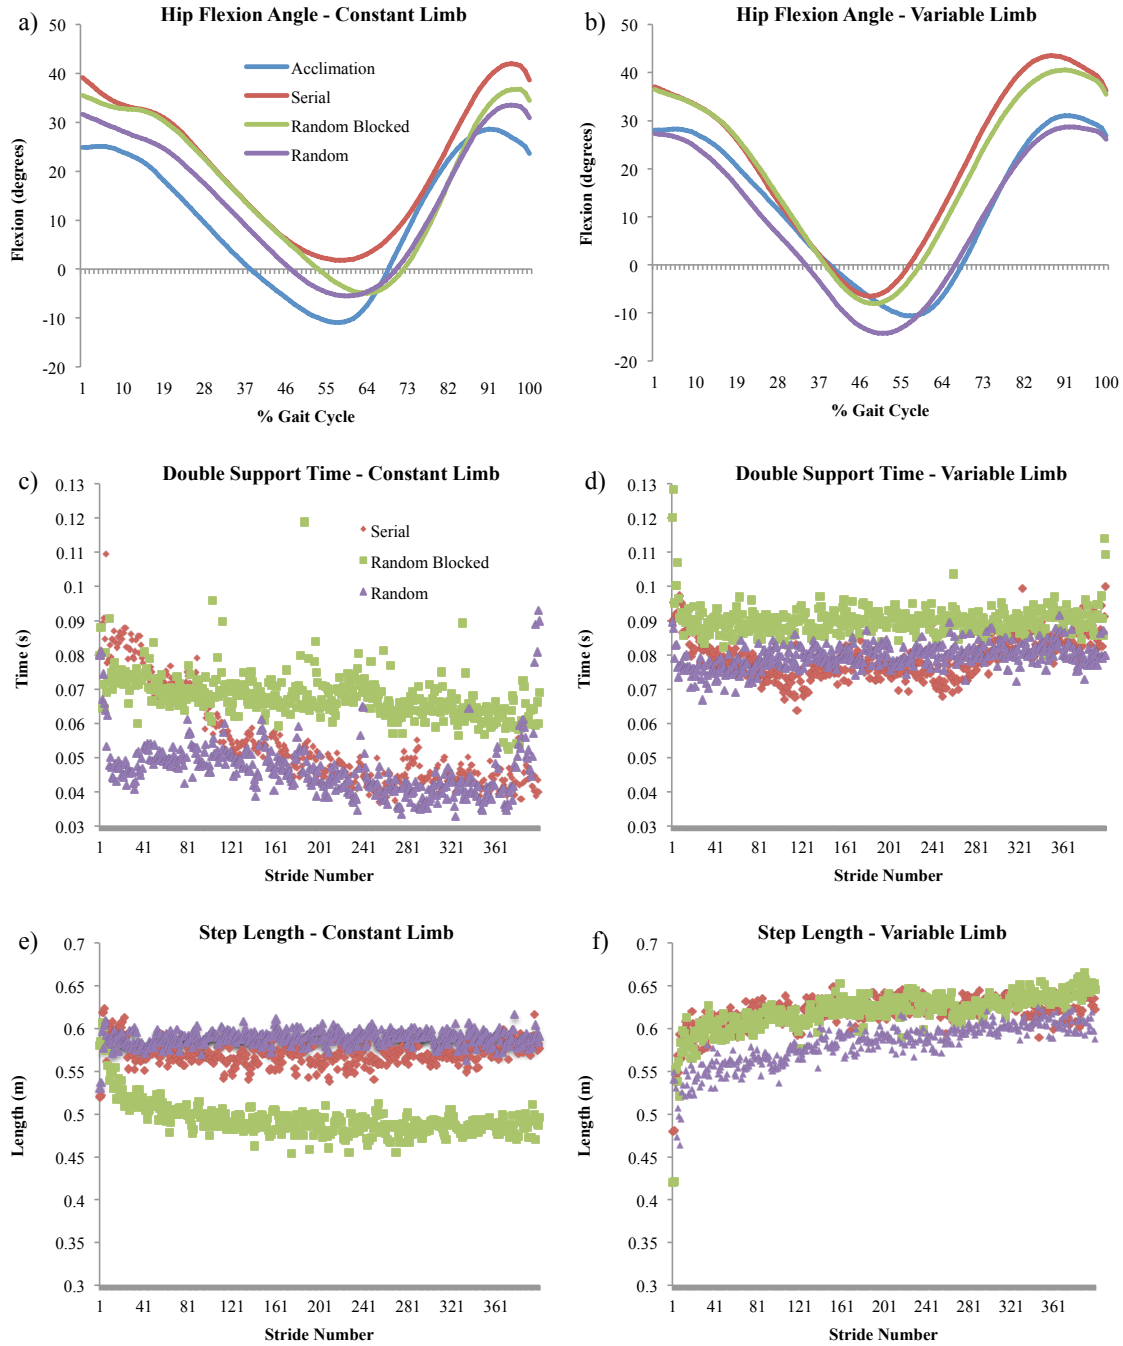 a) Hip Flexion Angle - Constant Limb
50
40
30
20
10
0
-10
-20
Flexion (degrees)
Acclimation
Serial
Random Blocked
Random
1 10 19 28 37 46 55 64 73 82 91 100
% Gait Cycle
b) Hip Flexion Angle - Variable Limb
50
40
30
20
10
0
-10
-20
Flexion (degrees)
1 10 19 28 37 46 55 64 73 82 91 100
% Gait Cycle
c) Double Support Time - Constant Limb
0.13
0.12
0.11
0.1
0.09
0.08
0.07
0.06
0.05
0.04
0.03
Time (s)
Serial
Random Blocked
Random
1 41 81 121 161 201 241 281 321 361
Stride Number
d) Double Support Time - Variable Limb
0.13
0.12
0.11
0.1
0.09
0.08
0.07
0.06
0.05
0.04
0.03
Time (s)
1 41 81 121 161 201 241 281 321 361
Stride Number
e) Step Length - Constant Limb
0.7
0.65
0.6
0.55
0.5
0.45
0.4
0.35
0.3
Length (m)
1 41 81 121 161 201 241 281 321 361
Stride Number
f) Step Length - Variable Limb
0.7
0.65
0.6
0.55
0.5
0.45
0.4
0.35
0.3
Length (m)
1 41 81 121 161 201 241 281 321 361
Stride Number